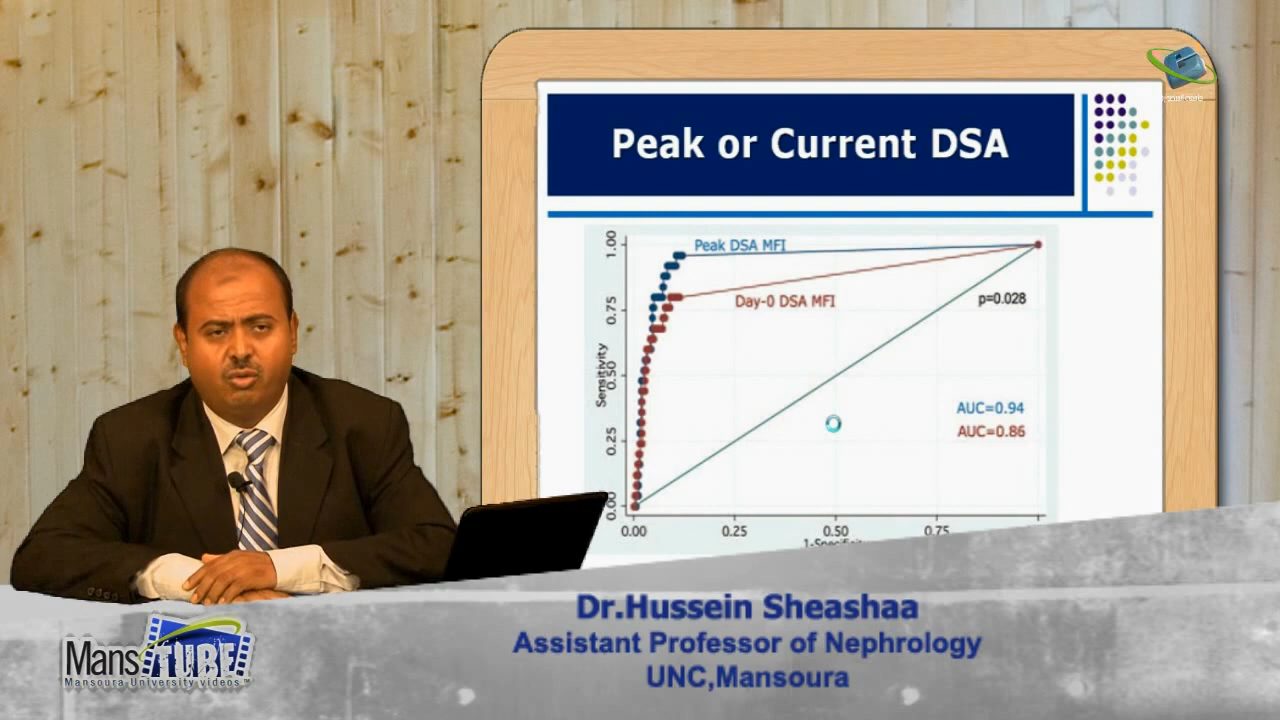 Peak or Current DSA
Peak DSA MFI
Day-0 DSA MFI
p=0.028
AUC=0.94
AUC=0.86
Sensitivity
1.00
0.75
0.50
0.25
0.00
0.00
0.25
0.50
0.75
Dr.Hussein Sheashaa
Assistant Professor of Nephrology
UNC,Mansoura
Mans TUBE
Mansoura University videos